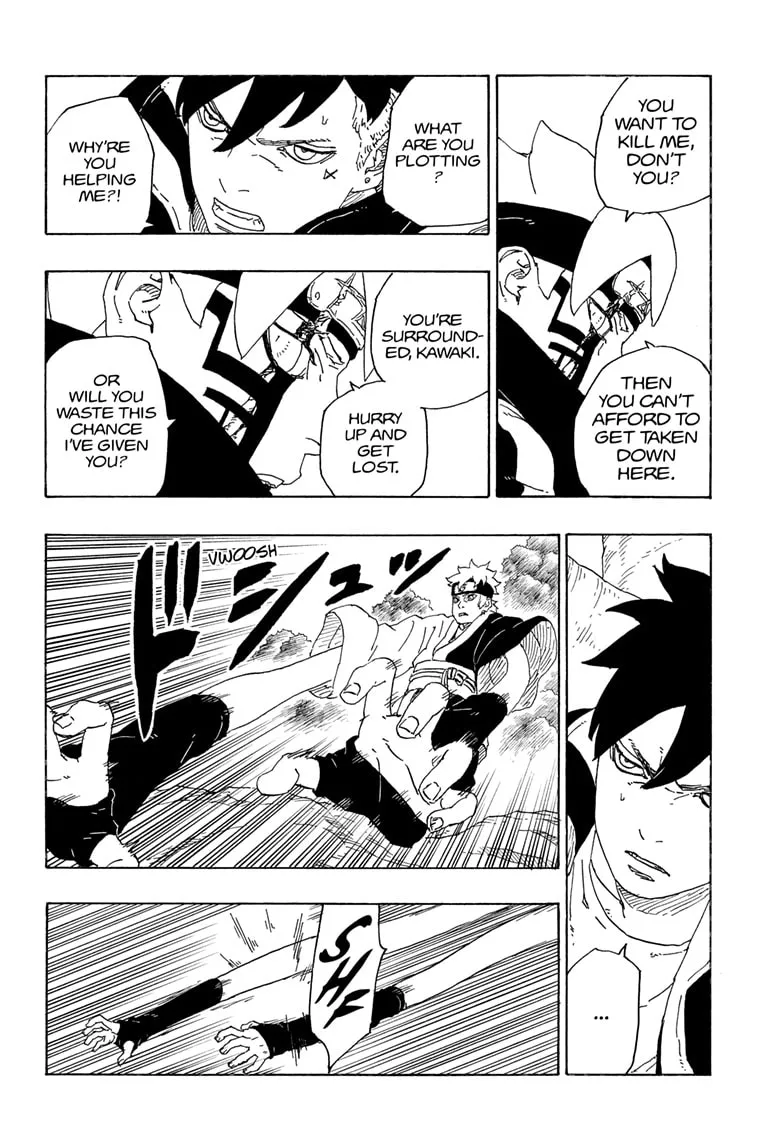 YOU
WANT TO
KILL ME,
DON'T
YOU?
THEN
YOU CAN'T
AFFORD TO
GET TAKEN
DOWN
HERE.
WHAT
ARE YOU
PLOTTING
?
WHY'RE
YOU
HELPING
ME?!
YOU'RE
SURROUND-
ED, KAWAKI.
HURRY
UP AND
GET
LOST.
OR
WILL YOU
WASTE THIS
CHANCE
I'VE GIVEN
YOU?
...
ドシュッ
VWOOSH
SHF